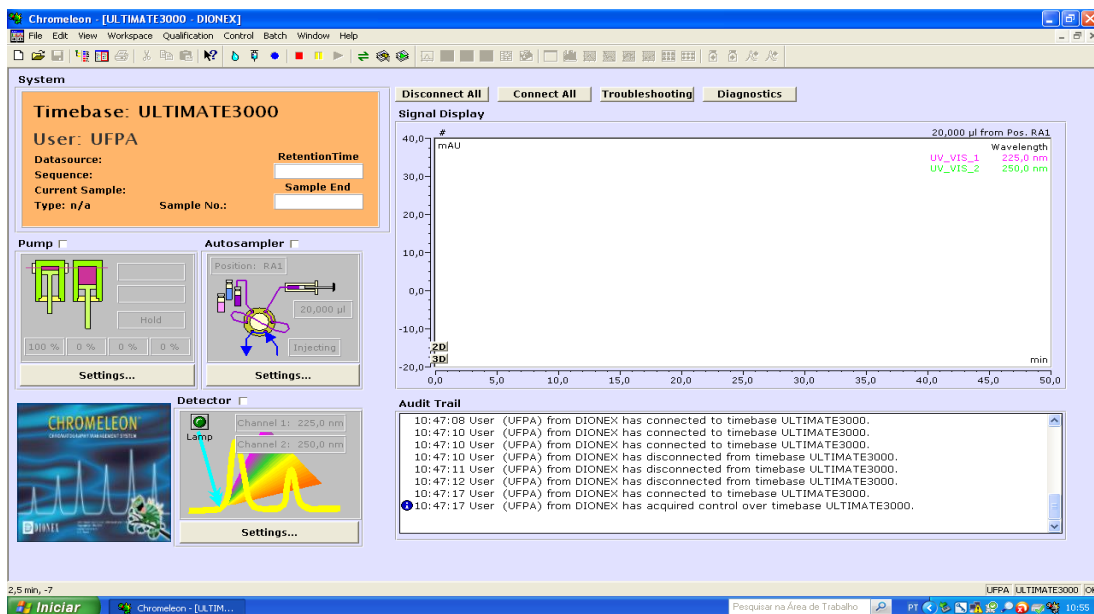 Chromeleon - [ULTIMATE3000 - DIONEX]
File Edit View Workspace Qualification Control Batch Window Help
System
Timebase: ULTIMATE3000
User: UFPA
Datasource:
RetentionTime
Sequence:
Current Sample:
Sample End
Type: n/a Sample No.:
Disconnect All Connect All Troubleshooting Diagnostics
Signal Display
# 20,000 µl from Pos. RA1
40,0 mAU Wavelength
UV_VIS_1 225,0 nm
UV_VIS_2 250,0 nm
30,0
20,0
10,0
0,0
-10,0
2D
3D
min
-20,0
0,0 5,0 10,0 15,0 20,0 25,0 30,0 35,0 40,0 45,0 50,0
Pump
Hold
100 % 0 % 0 % 0 %
Settings...
Autosampler
Position: RA1
20,000 µl
Injecting
Settings...
CHROMELEON
CHROMATOGRAPHY MANAGEMENT SYSTEM
DIONEX
Detector
Lamp
Channel 1: 225,0 nm
Channel 2: 250,0 nm
Settings...
Audit Trail
10:47:08 User (UFPA) from DIONEX has connected to timebase ULTIMATE3000.
10:47:10 User (UFPA) from DIONEX has connected to timebase ULTIMATE3000.
10:47:10 User (UFPA) from DIONEX has connected to timebase ULTIMATE3000.
10:47:10 User (UFPA) from DIONEX has disconnected from timebase ULTIMATE3000.
10:47:11 User (UFPA) from DIONEX has disconnected from timebase ULTIMATE3000.
10:47:12 User (UFPA) from DIONEX has disconnected from timebase ULTIMATE3000.
10:47:17 User (UFPA) from DIONEX has connected to timebase ULTIMATE3000.
10:47:17 User (UFPA) from DIONEX has acquired control over timebase ULTIMATE3000.
2,5 min, -7 UFPA ULTIMATE3000 OK
Iniciar Chromeleon - [ULTIM... Pesquisar na Área de Trabalho PT 10:55